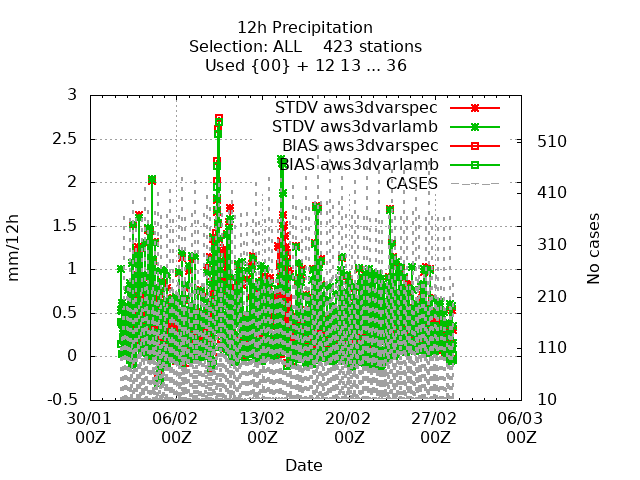 12h Precipitation
Selection: ALL    423 stations
Used {00} + 12 13 ... 36
STDV aws3dvarspec
STDV aws3dvarlamb
BIAS aws3dvarspec
BIAS aws3dvarlamb
CASES
3
2.5
2
1.5
1
0.5
0
-0.5
mm/12h
510
410
310
210
110
10
No cases
30/01 06/02 13/02 20/02 27/02 06/03
00Z 00Z 00Z 00Z 00Z 00Z
Date